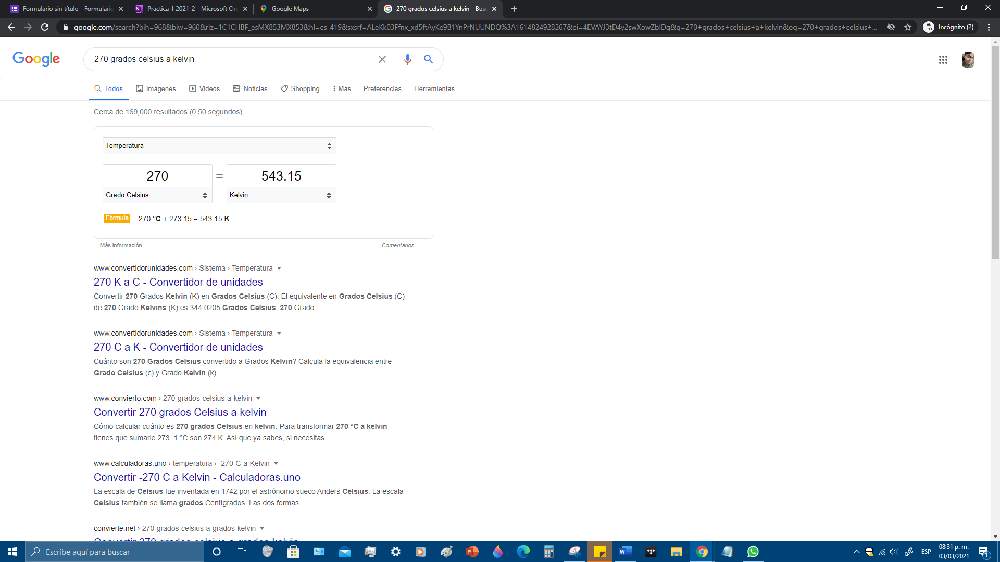 Formulario sin título - Formulario
Practica 1 2021-2 - Microsoft On
Google Maps
270 grados celsius a kelvin - Bus
google.com/search?bih=968&biw=960&rlz=1C1CHBF_esMX853MX853&hl=es-419&sxsrf=ALeKk03Ffnx_xd5ftAyKe9B1YnPrNUUNDQ%3A1614824928267&ei=4EVAYJ3tD4y2swXowZbIDg&q=270+grados+celsius+a+kelvin&oq=270+grados+celsius+...
Incógnito (2)
Google
270 grados celsius a kelvin
Todos
Imágenes
Videos
Noticias
Shopping
Más
Preferencias
Herramientas
Cerca de 169,000 resultados (0.50 segundos)
Temperatura
270 = 543.15
Grado Celsius
Kelvin
Fórmula
270 °C + 273.15 = 543.15 K
Más información
Comentarios
www.convertidorunidades.com › Sistema › Temperatura
270 K a C - Convertidor de unidades
Convertir 270 Grados Kelvin (K) en Grados Celsius (C). El equivalente en Grados Celsius (C)
de 270 Grado Kelvins (K) es 344.0205 Grados Celsius. 270 Grado ...
www.convertidorunidades.com › Sistema › Temperatura
270 C a K - Convertidor de unidades
Cuánto son 270 Grados Celsius convertido a Grados Kelvin? Calcula la equivalencia entre
Grado Celsius (c) y Grado Kelvin (k)
www.convierto.com › 270-grados-celsius-a-kelvin
Convertir 270 grados Celsius a kelvin
Cómo calcular cuánto es 270 grados Celsius en kelvin. Para transformar 270 °C a kelvin
tienes que sumarle 273. 1 °C son 274 K. Así que ya sabes, si necesitas ...
www.calculadoras.uno › temperatura › -270-C-a-Kelvin
Convertir -270 C a Kelvin - Calculadoras.uno
La escala de Celsius fue inventada en 1742 por el astrónomo sueco Anders Celsius. La escala
Celsius también se llama grados Centígrados. Las dos formas ...
convierte.net › 270-grados-celsius-a-grados-kelvin
Convertir 270 grados celsius a grados kelvin
Escribe aquí para buscar
ESP
08:31 p. m.
03/03/2021
1